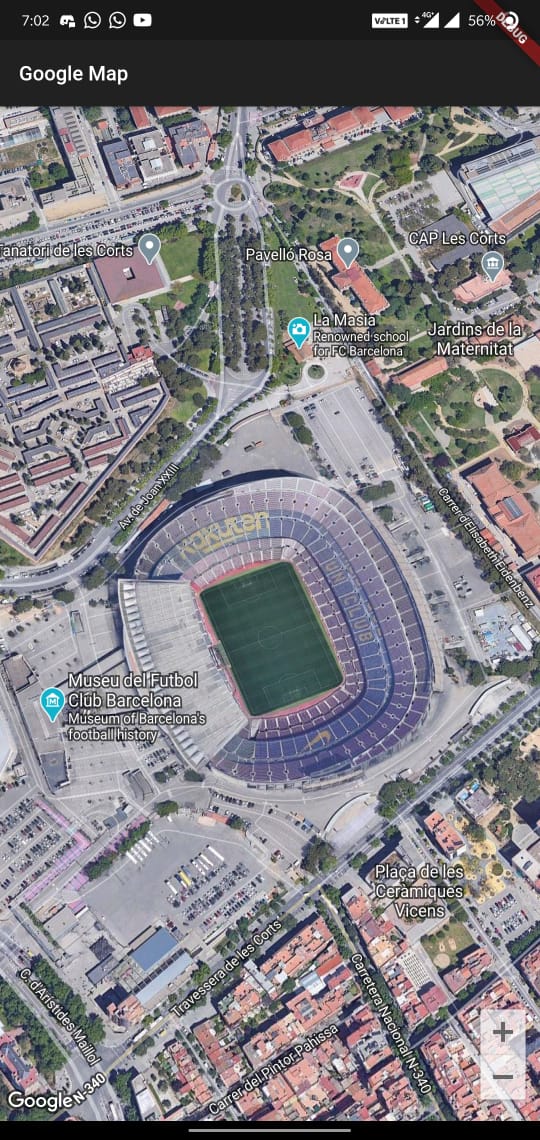 7:02
VoLTE 1
4G+
56%
DEBUG
Google Map
Tanatori de les Corts
Pavelló Rosa
CAP Les Corts
La Masia
Renowned school
for FC Barcelona
Jardins de la
Maternitat
Av. de Joan XXIII
Carrer d'Elisabeth Eidenbenz
Rakuten
UN CLUB
Museu del Futbol
Club Barcelona
Museum of Barcelona's
football history
Plaça de les
Ceràmiques
Vicens
Travessera de les Corts
C. d'Arístides Maillol
Carretera Nacional N-340
Carrer del Pintor Pahissa
N-340
+
−
Google